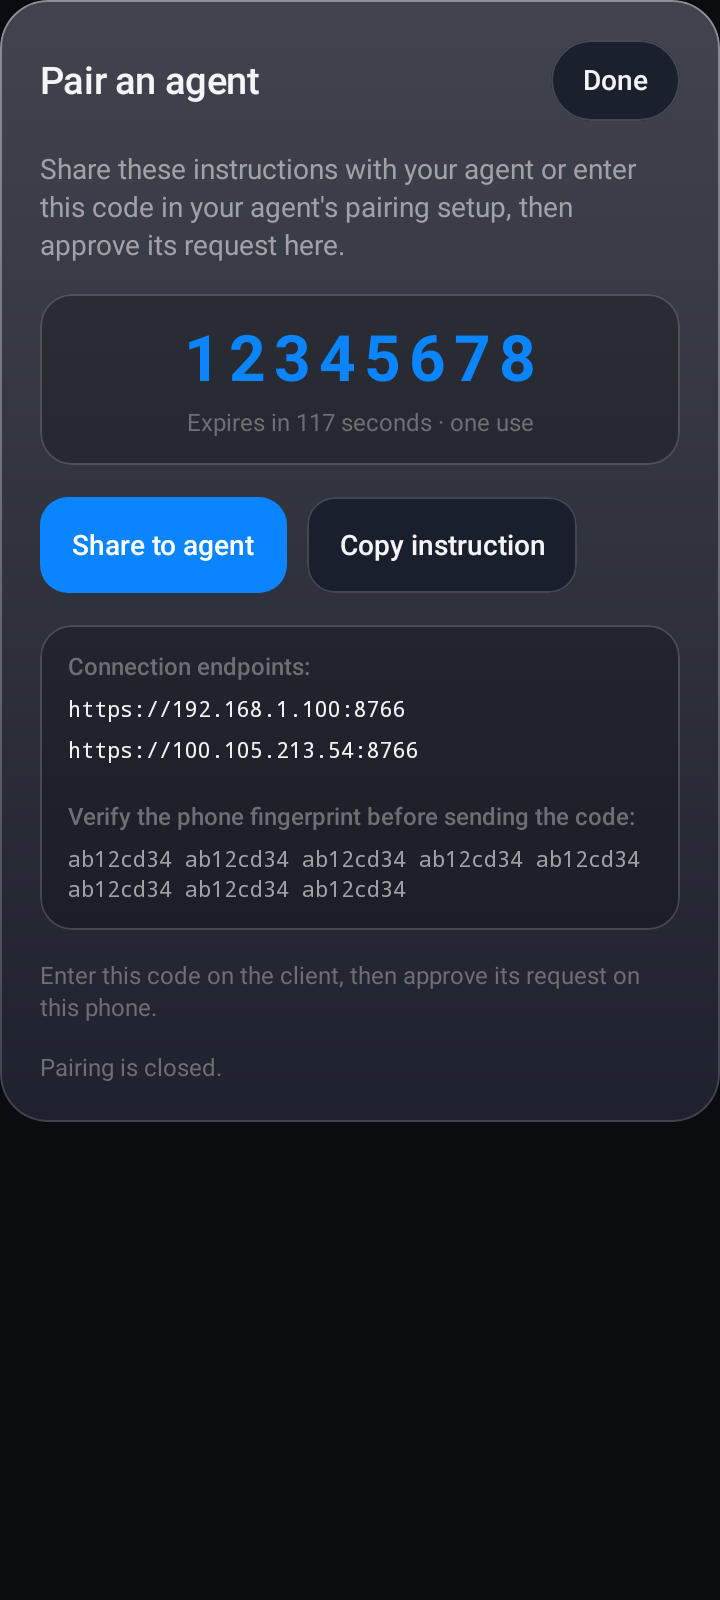 Pair an agent
Done
Share these instructions with your agent or enter
this code in your agent's pairing setup, then
approve its request here.
12345678
Expires in 117 seconds · one use
Share to agent
Copy instruction
Connection endpoints:
https://192.168.1.100:8766
https://100.105.213.54:8766
Verify the phone fingerprint before sending the code:
ab12cd34 ab12cd34 ab12cd34 ab12cd34 ab12cd34
ab12cd34 ab12cd34 ab12cd34
Enter this code on the client, then approve its request on
this phone.
Pairing is closed.